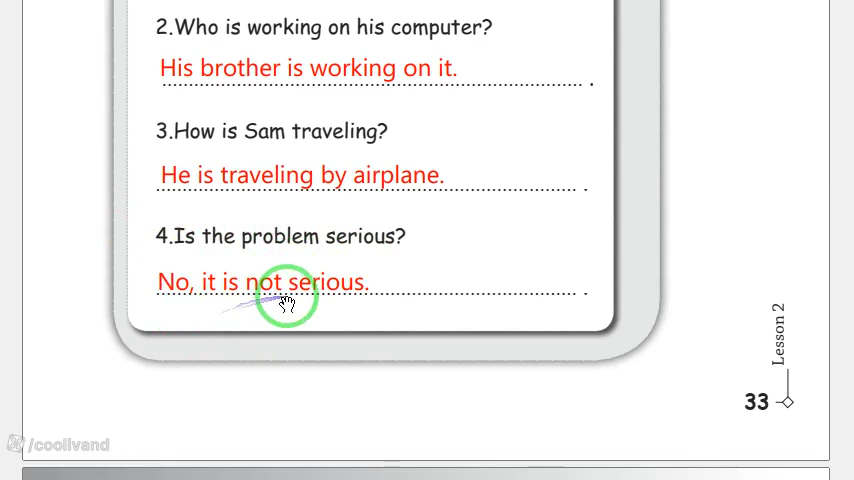 2.Who is working on his computer?
His brother is working on it.
3.How is Sam traveling?
He is traveling by airplane.
4.Is the problem serious?
No, it is not serious.
Lesson 2
33
/coolivand